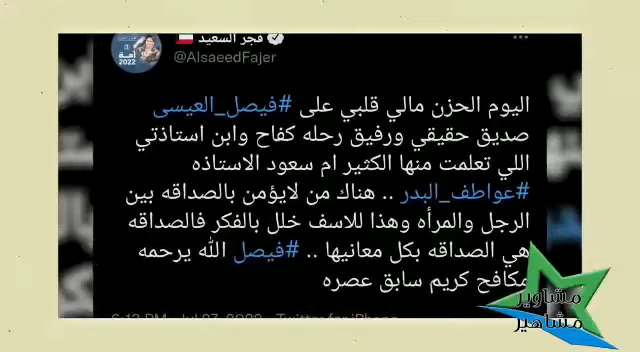 فجر السعيد
@AlsaeedFajer
أمة
2022
اليوم الحزن مالي قلبي على #فيصل_العيسى
صديق حقيقي ورفيق رحله كفاح وابن استاذتي
اللي تعلمت منها الكثير ام سعود الاستاذه
#عواطف_البدر .. هناك من لايؤمن بالصداقه بين
الرجل والمرأه وهذا للاسف خلل بالفكر فالصداقه
هي الصداقه بكل معانيها .. #فيصل الله يرحمه
مكافح كريم سابق عصره
مشاوير
مشاهير